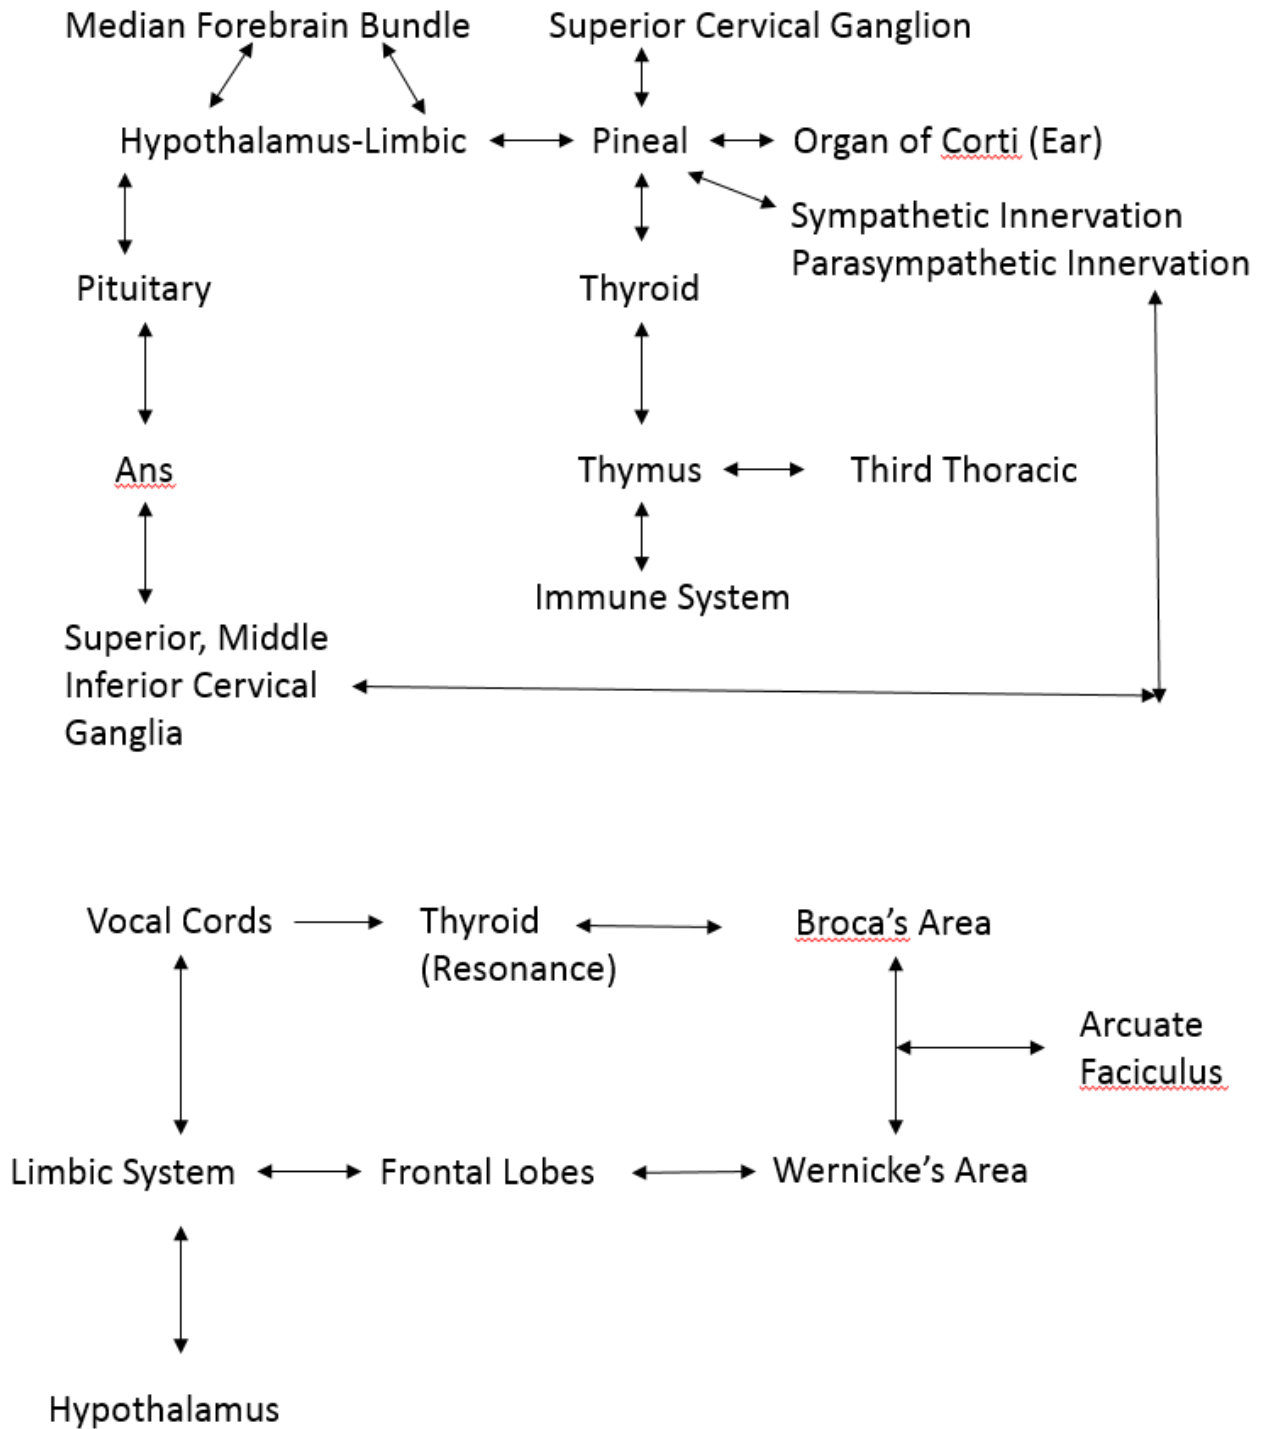 Median Forebrain Bundle
Superior Cervical Ganglion
Hypothalamus-Limbic
Pineal
Organ of Corti (Ear)
Sympathetic Innervation
Parasympathetic Innervation
Pituitary
Thyroid
Ans
Thymus
Third Thoracic
Immune System
Superior, Middle
Inferior Cervical
Ganglia
Vocal Cords
Thyroid
(Resonance)
Broca’s Area
Arcuate
Faciculus
Limbic System
Frontal Lobes
Wernicke’s Area
Hypothalamus